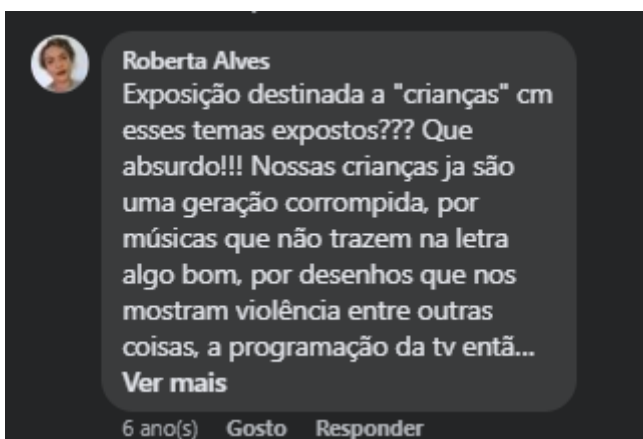 Roberta Alves
Exposição destinada a "crianças" cm
esses temas expostos??? Que
absurdo!!! Nossas crianças ja são
uma geração corrompida, por
músicas que não trazem na letra
algo bom, por desenhos que nos
mostram violência entre outras
coisas, a programação da tv entã...
Ver mais
6 ano(s) Gosto Responder